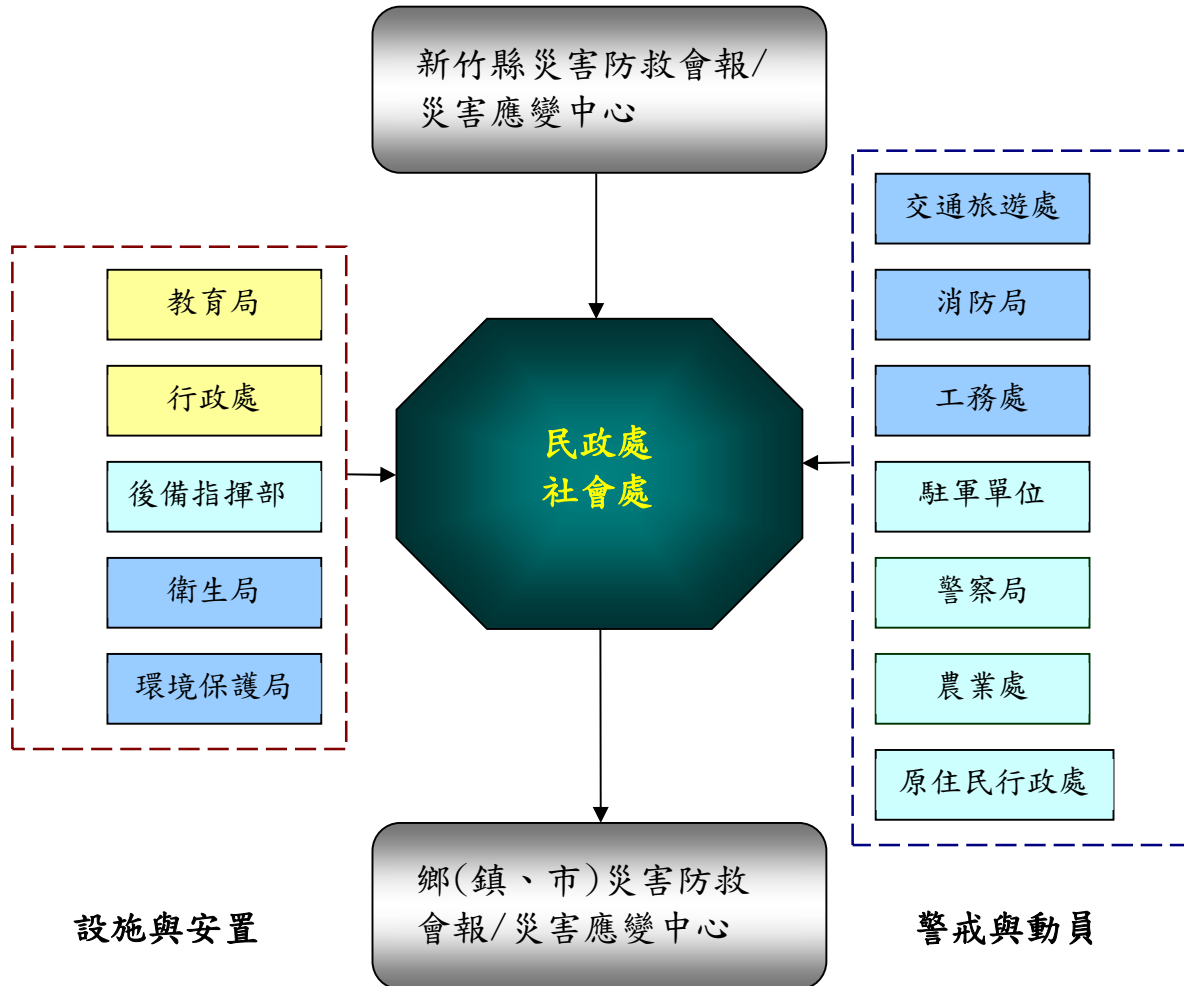 新竹縣災害防救會報/
災害應變中心
教育局
行政處
後備指揮部
衛生局
環境保護局
設施與安置
民政處
社會處
交通旅遊處
消防局
工務處
駐軍單位
警察局
農業處
原住民行政處
警戒與動員
鄉(鎮、市)災害防救
會報/災害應變中心